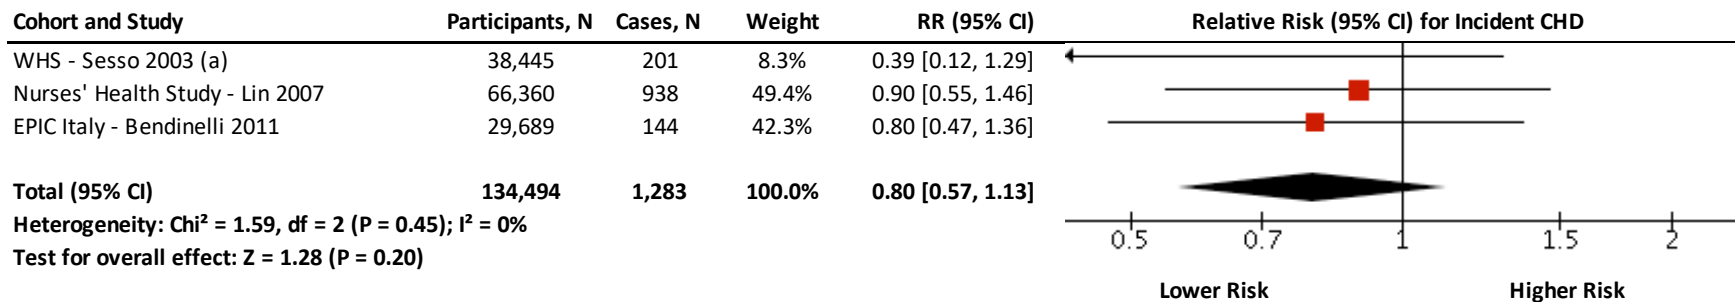 Cohort and Study Participants, N Cases, N Weight RR (95% CI) Relative Risk (95% CI) for Incident CHD
WHS - Sesso 2003 (a) 38,445 201 8.3% 0.39 [0.12, 1.29]
Nurses' Health Study - Lin 2007 66,360 938 49.4% 0.90 [0.55, 1.46]
EPIC Italy - Bendinelli 2011 29,689 144 42.3% 0.80 [0.47, 1.36]
Total (95% CI) 134,494 1,283 100.0% 0.80 [0.57, 1.13]
Heterogeneity: Chi² = 1.59, df = 2 (P = 0.45); I² = 0%
0.5 0.7 1 1.5 2
Test for overall effect: Z = 1.28 (P = 0.20)
Lower Risk Higher Risk